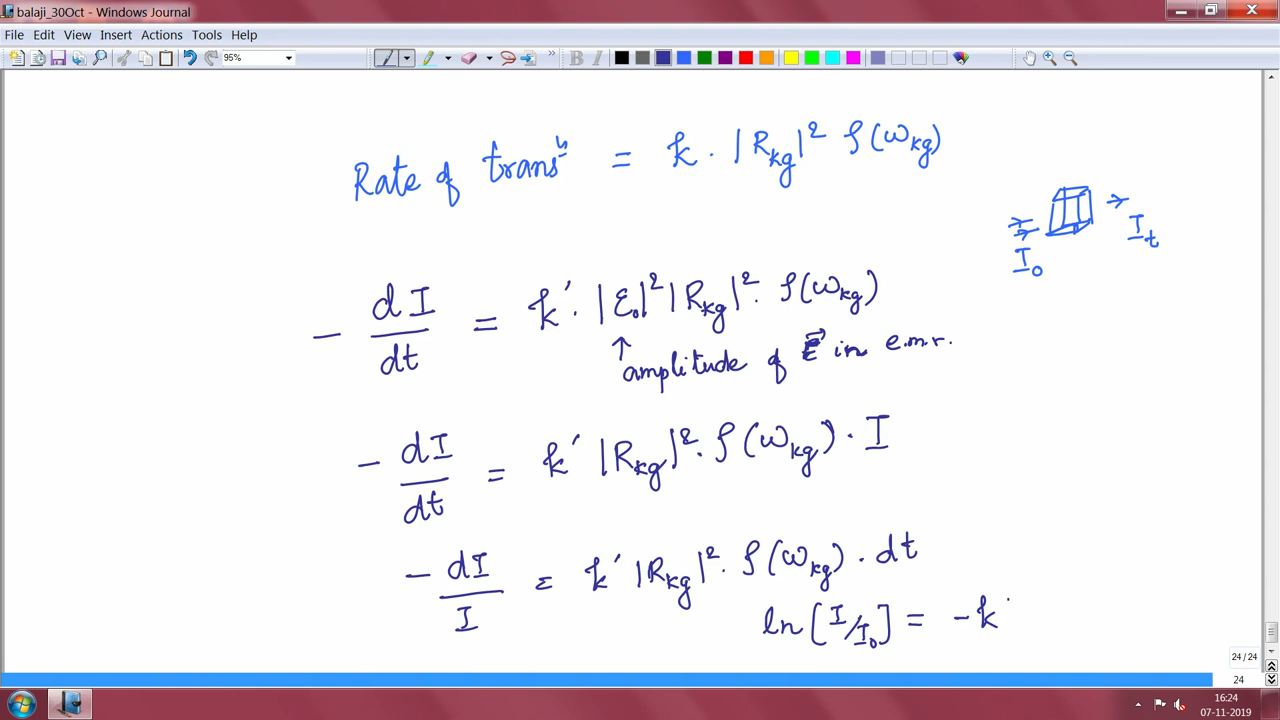 balaji_30Oct - Windows Journal
File Edit View Insert Actions Tools Help
95%
Rate of transⁿ = k · |R_kg|² ρ(ω_kg)
I₀ I_t
- dI/dt = k′ · |ε₀|² |R_kg|² · ρ(ω_kg)
↑
amplitude of E⃗ in e.m.r.
- dI/dt = k′ |R_kg|² · ρ(ω_kg) · I
- dI/I = k′ |R_kg|² · ρ(ω_kg) · dt
ln [I/I₀] = -k
24 / 24
24
16:24
07-11-2019